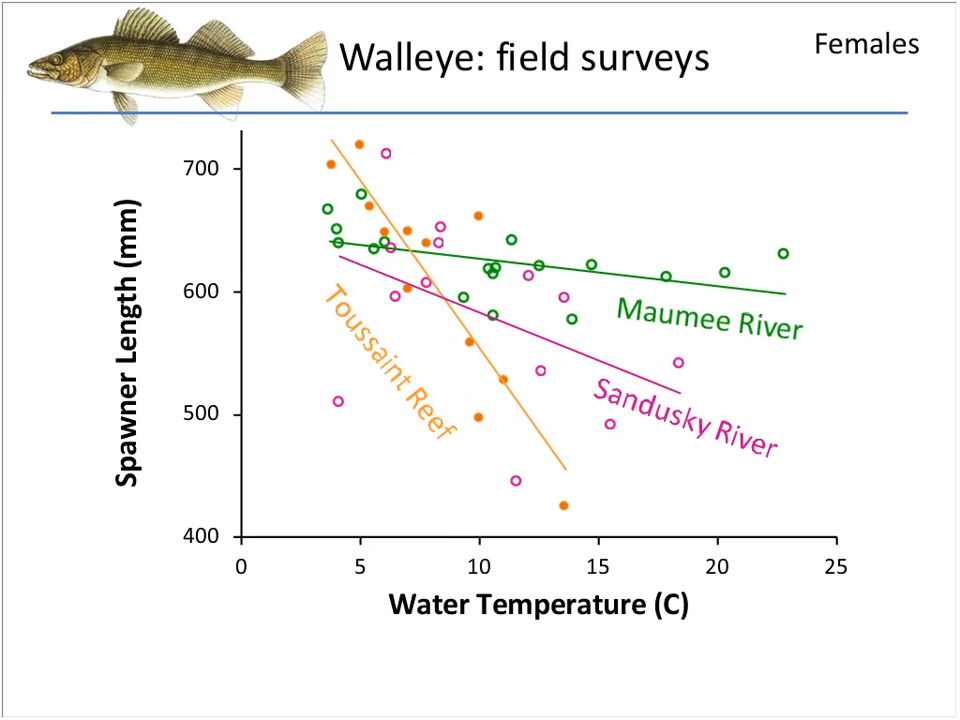 Walleye: field surveys
Females
Spawner Length (mm)
700
600
500
400
Toussaint Reef
Maumee River
Sandusky River
0 5 10 15 20 25
Water Temperature (C)